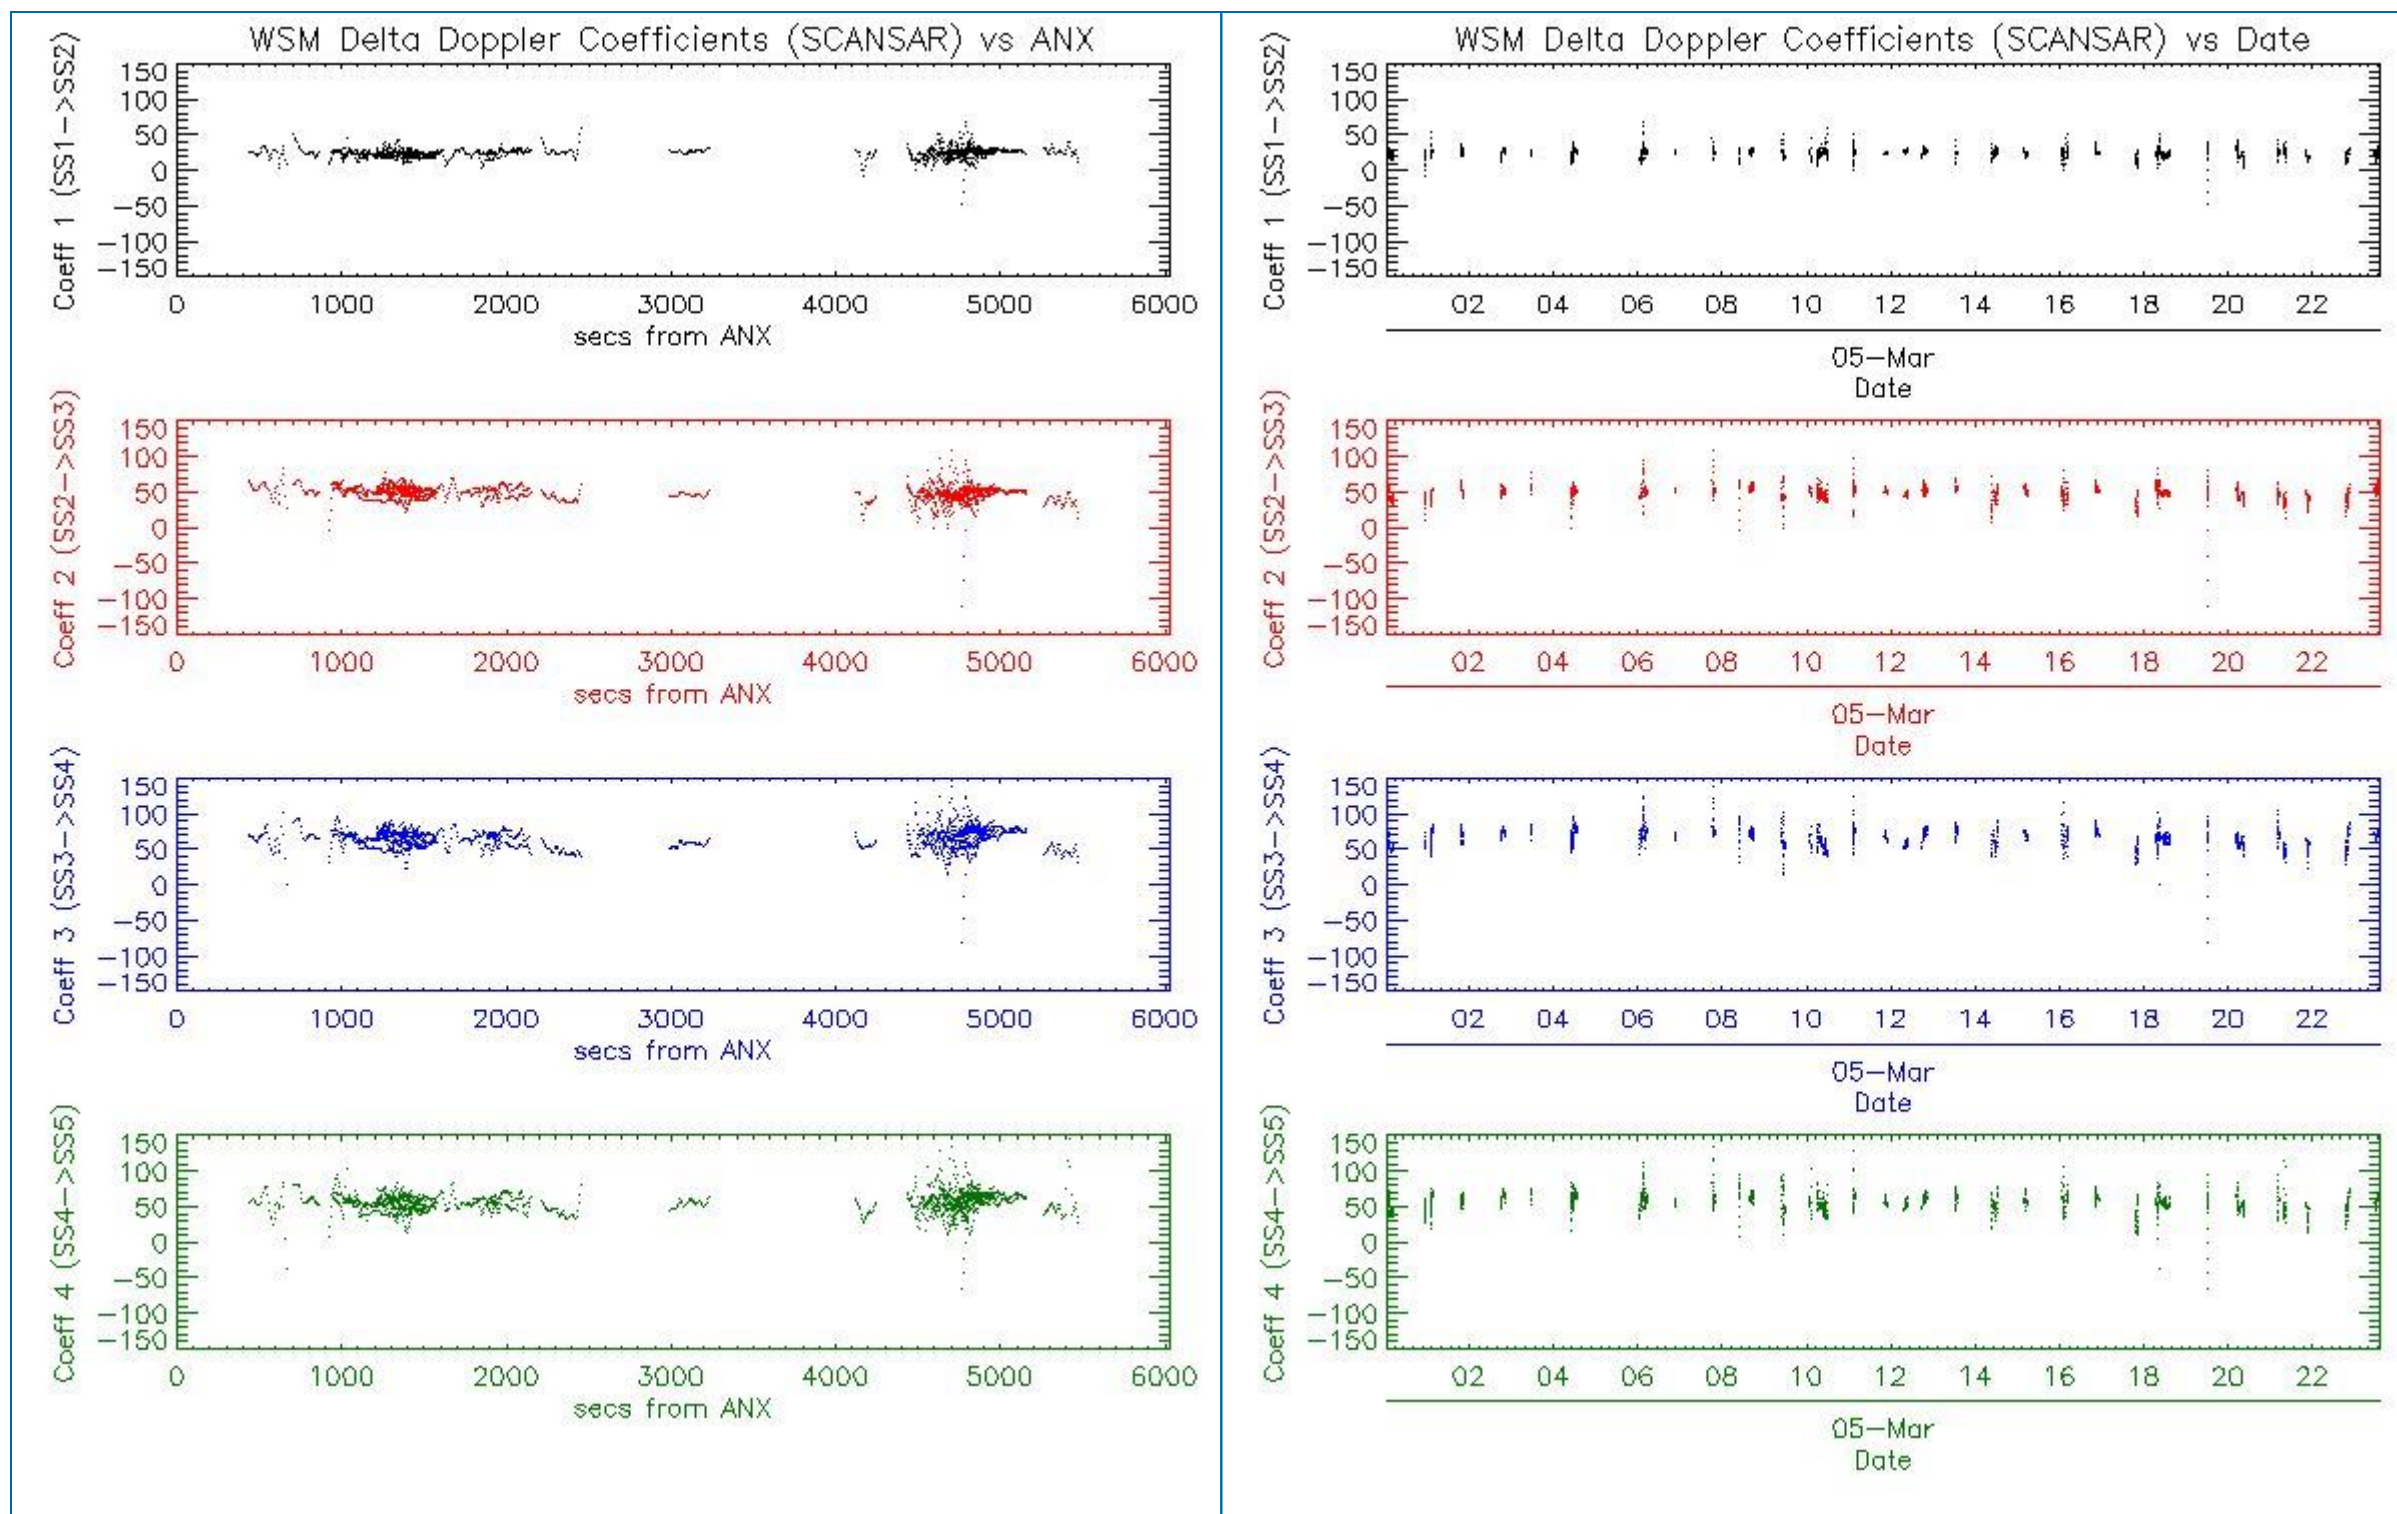 WSM Delta Doppler Coefficients (SCANSAR) vs ANX
Coeff 1 (SS1->SS2)
150
100
50
0
-50
-100
-150
0 1000 2000 3000 4000 5000 6000
secs from ANX
Coeff 2 (SS2->SS3)
150
100
50
0
-50
-100
-150
0 1000 2000 3000 4000 5000 6000
secs from ANX
Coeff 3 (SS3->SS4)
150
100
50
0
-50
-100
-150
0 1000 2000 3000 4000 5000 6000
secs from ANX
Coeff 4 (SS4->SS5)
150
100
50
0
-50
-100
-150
0 1000 2000 3000 4000 5000 6000
secs from ANX
WSM Delta Doppler Coefficients (SCANSAR) vs Date
Coeff 1 (SS1->SS2)
150
100
50
0
-50
-100
-150
02 04 06 08 10 12 14 16 18 20 22
05-Mar
Date
Coeff 2 (SS2->SS3)
150
100
50
0
-50
-100
-150
02 04 06 08 10 12 14 16 18 20 22
05-Mar
Date
Coeff 3 (SS3->SS4)
150
100
50
0
-50
-100
-150
02 04 06 08 10 12 14 16 18 20 22
05-Mar
Date
Coeff 4 (SS4->SS5)
150
100
50
0
-50
-100
-150
02 04 06 08 10 12 14 16 18 20 22
05-Mar
Date